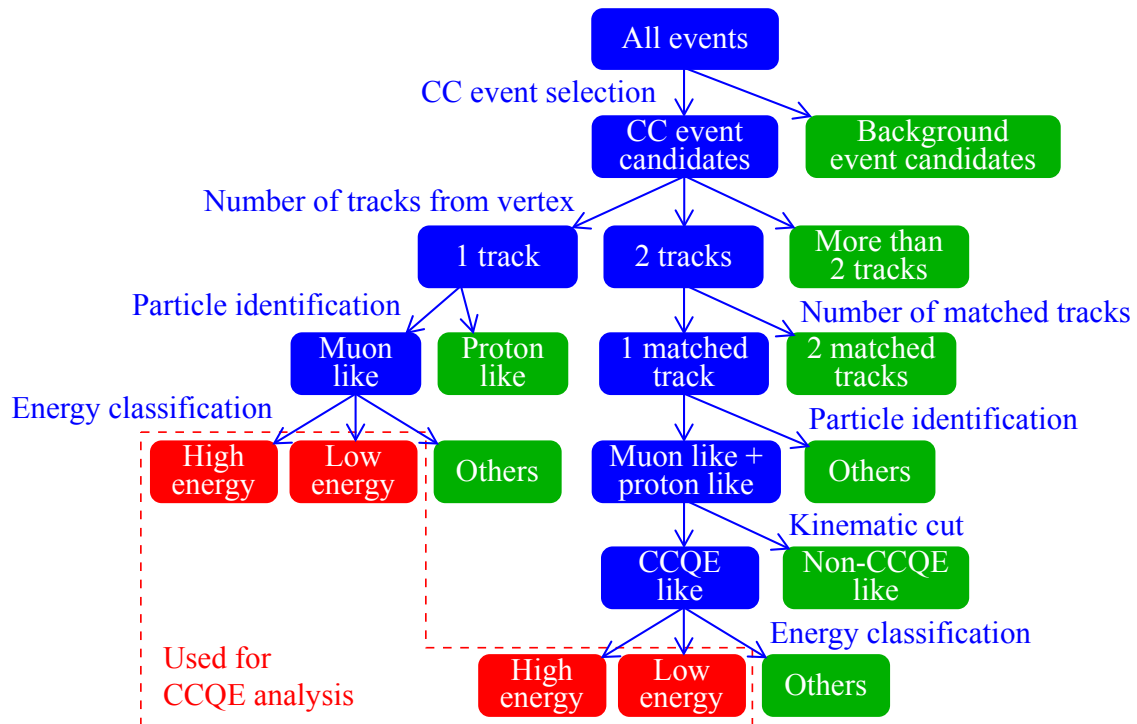 All events
CC event selection
CC event
candidates
Background
event candidates
Number of tracks from vertex
1 track
2 tracks
More than
2 tracks
Particle identification
Number of matched tracks
Muon
like
Proton
like
1 matched
track
2 matched
tracks
Energy classification
Particle identification
High
energy
Low
energy
Others
Muon like +
proton like
Others
Kinematic cut
CCQE
like
Non-CCQE
like
Energy classification
Used for
CCQE analysis
High
energy
Low
energy
Others